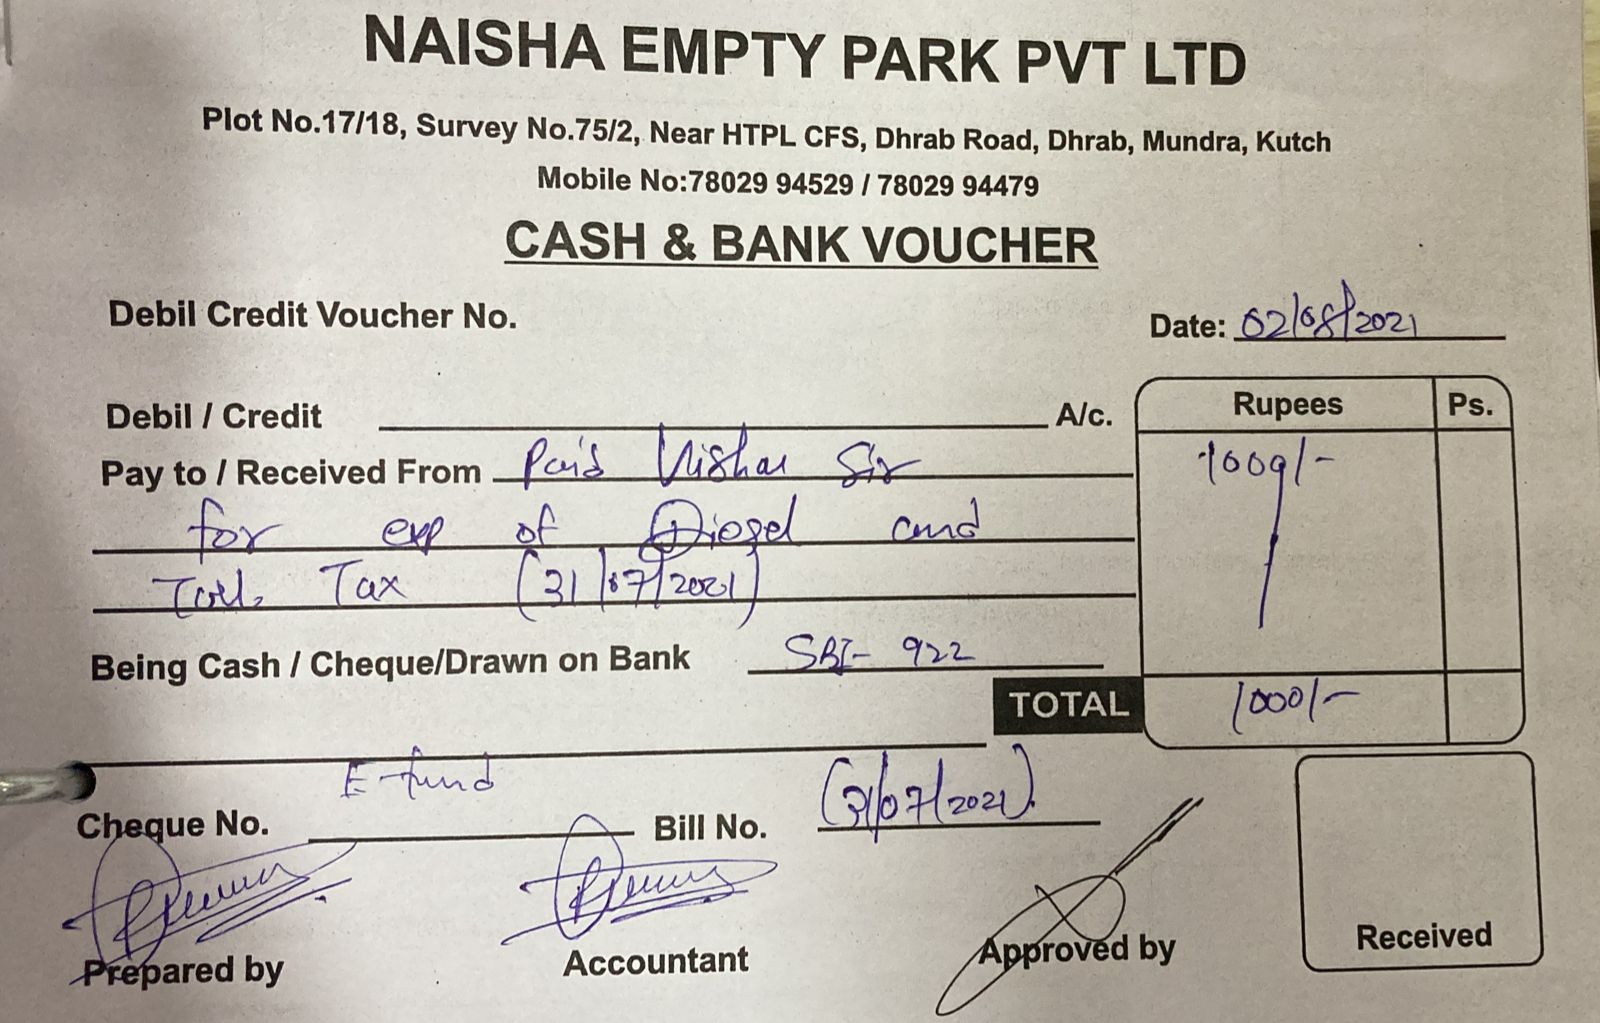 NAISHA EMPTY PARK PVT LTD
Plot No.17/18, Survey No.75/2, Near HTPL CFS, Dhrab Road, Dhrab, Mundra, Kutch
Mobile No:78029 94529 / 78029 94479
CASH & BANK VOUCHER
Debil Credit Voucher No.
Date: 02/08/2021
Debil / Credit A/c. Rupees Ps.
Pay to / Received From Paid Sir 1000/-
for exp of Diesel and
Tax (31/07/2021)
Being Cash / Cheque/Drawn on Bank SBI- 922
TOTAL 1000/-
E-fund (31/07/2021)
Cheque No. Bill No.
Prepared by Accountant Approved by Received